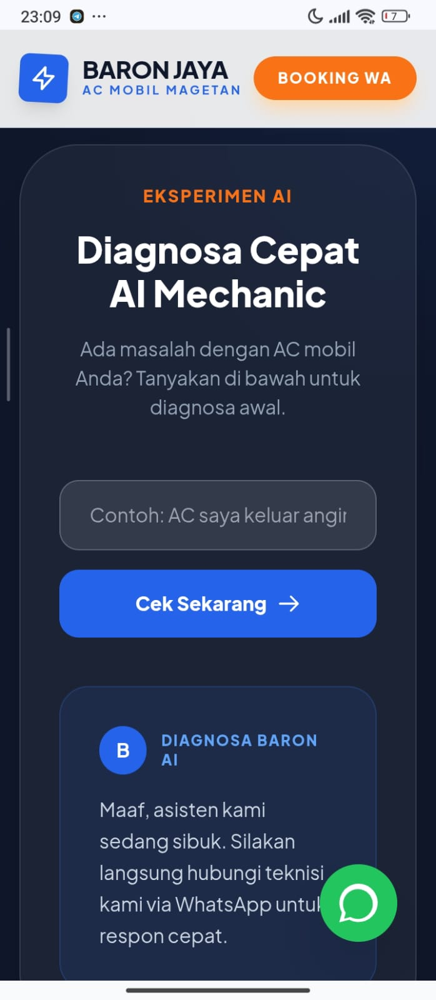 23:09
7
BARON JAYA
AC MOBIL MAGETAN
BOOKING WA
EKSPERIMEN AI
Diagnosa Cepat
AI Mechanic
Ada masalah dengan AC mobil
Anda? Tanyakan di bawah untuk
diagnosa awal.
Contoh: AC saya keluar angin
Cek Sekarang →
B
DIAGNOSA BARON
AI
Maaf, asisten kami
sedang sibuk. Silakan
langsung hubungi teknisi
kami via WhatsApp untuk
respon cepat.